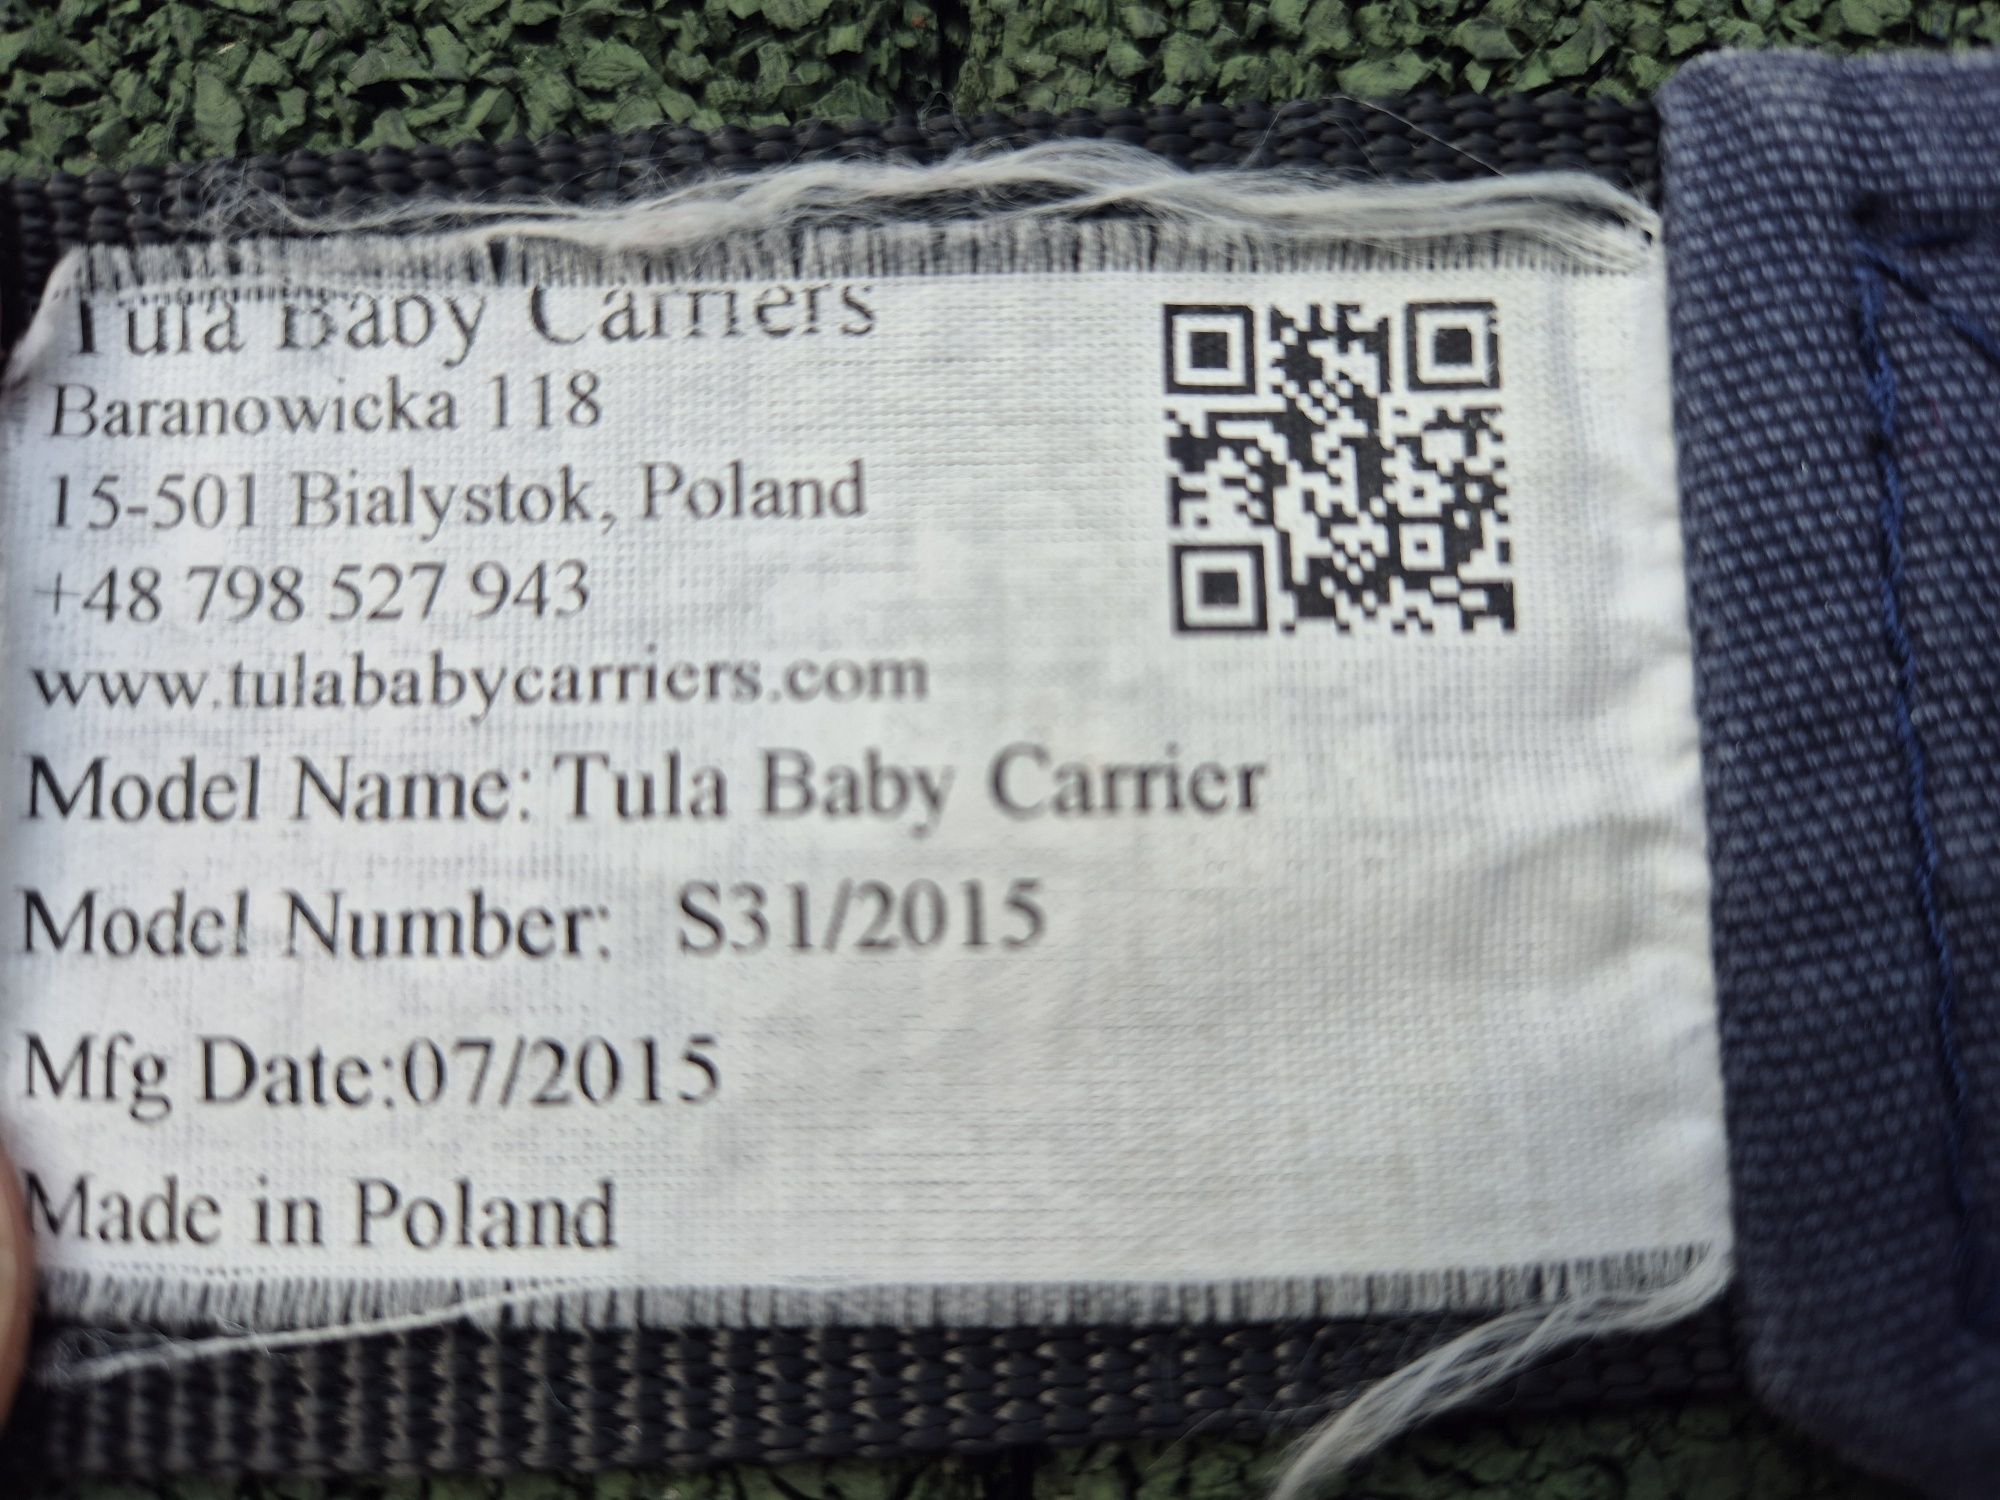 Tula Baby Carriers
Baranowicka 118
15-501 Bialystok, Poland
+48 798 527 943
www.tulababycarriers.com
Model Name: Tula Baby Carrier
Model Number: S31/2015
Mfg Date:07/2015
Made in Poland